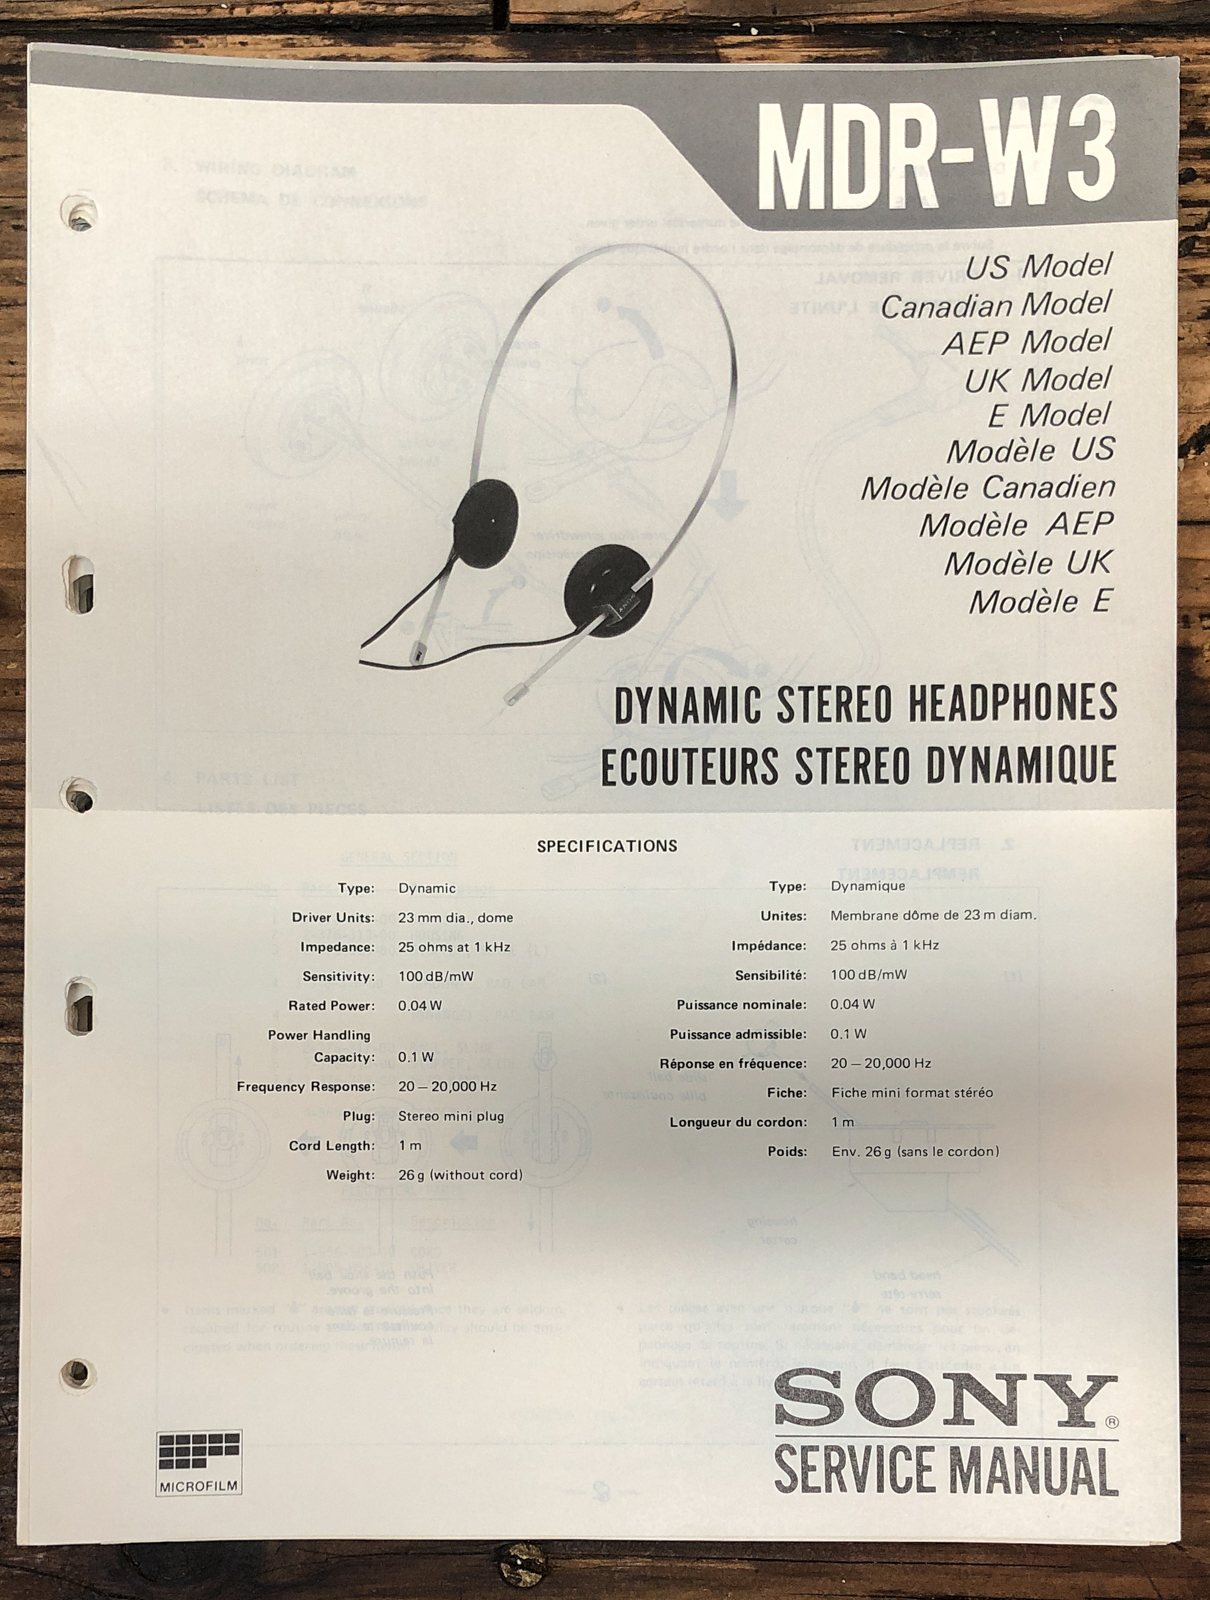 MDR-W3
US Model
Canadian Model
AEP Model
UK Model
E Model
Modèle US
Modèle Canadien
Modèle AEP
Modèle UK
Modèle E
DYNAMIC STEREO HEADPHONES
ECOUTEURS STEREO DYNAMIQUE
SPECIFICATIONS
Type: Dynamic
Driver Units: 23 mm dia., dome
Impedance: 25 ohms at 1 kHz
Sensitivity: 100 dB/mW
Rated Power: 0.04 W
Power Handling
Capacity: 0.1 W
Frequency Response: 20 – 20,000 Hz
Plug: Stereo mini plug
Cord Length: 1 m
Weight: 26 g (without cord)
Type: Dynamique
Unites: Membrane dôme de 23 m diam.
Impédance: 25 ohms à 1 kHz
Sensibilité: 100 dB/mW
Puissance nominale: 0.04 W
Puissance admissible: 0.1 W
Réponse en fréquence: 20 – 20,000 Hz
Fiche: Fiche mini format stéréo
Longueur du cordon: 1 m
Poids: Env. 26 g (sans le cordon)
SONY®
SERVICE MANUAL
MICROFILM